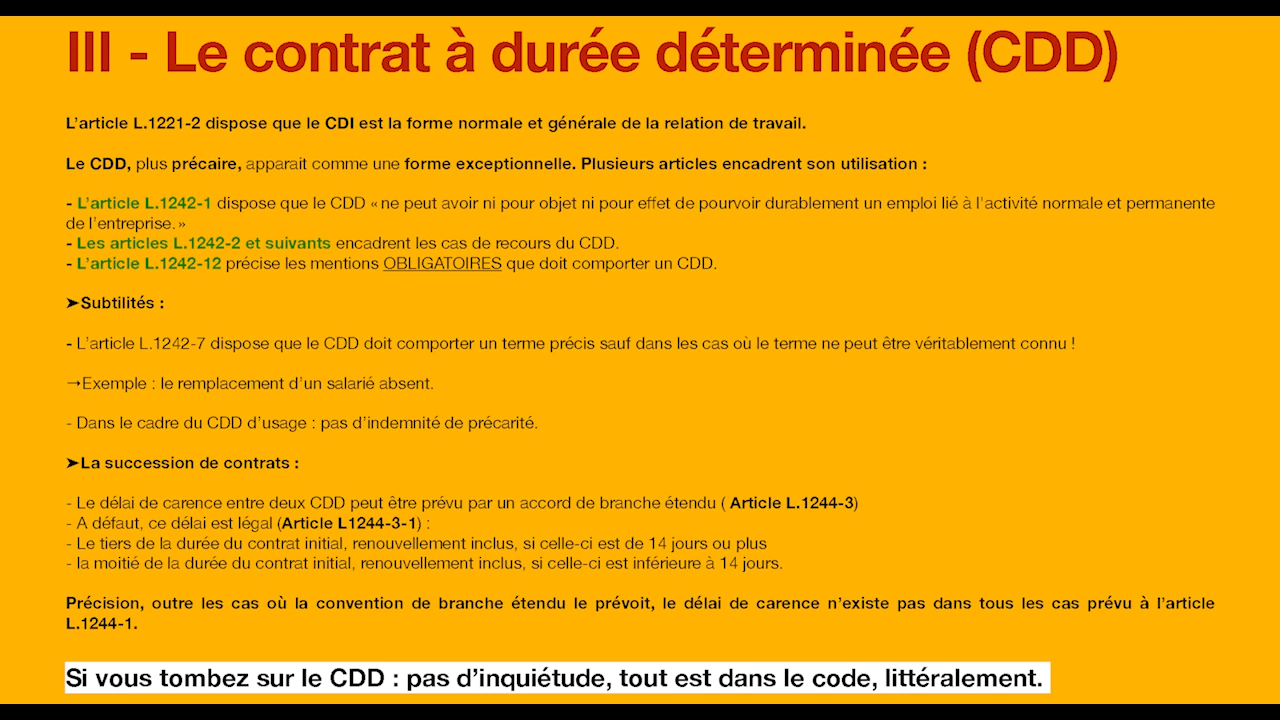 III - Le contrat à durée déterminée (CDD)
L'article L.1221-2 dispose que le CDI est la forme normale et générale de la relation de travail.
Le CDD, plus précaire, apparait comme une forme exceptionnelle. Plusieurs articles encadrent son utilisation :
- L'article L.1242-1 dispose que le CDD « ne peut avoir ni pour objet ni pour effet de pourvoir durablement un emploi lié à l'activité normale et permanente
de l'entreprise. »
- Les articles L.1242-2 et suivants encadrent les cas de recours du CDD.
- L'article L.1242-12 précise les mentions OBLIGATOIRES que doit comporter un CDD.
➤Subtilités :
- L'article L.1242-7 dispose que le CDD doit comporter un terme précis sauf dans les cas où le terme ne peut être véritablement connu !
→Exemple : le remplacement d'un salarié absent.
- Dans le cadre du CDD d'usage : pas d'indemnité de précarité.
➤La succession de contrats :
- Le délai de carence entre deux CDD peut être prévu par un accord de branche étendu ( Article L.1244-3)
- A défaut, ce délai est légal (Article L1244-3-1) :
- Le tiers de la durée du contrat initial, renouvellement inclus, si celle-ci est de 14 jours ou plus
- la moitié de la durée du contrat initial, renouvellement inclus, si celle-ci est inférieure à 14 jours.
Précision, outre les cas où la convention de branche étendu le prévoit, le délai de carence n'existe pas dans tous les cas prévu à l'article
L.1244-1.
Si vous tombez sur le CDD : pas d'inquiétude, tout est dans le code, littéralement.